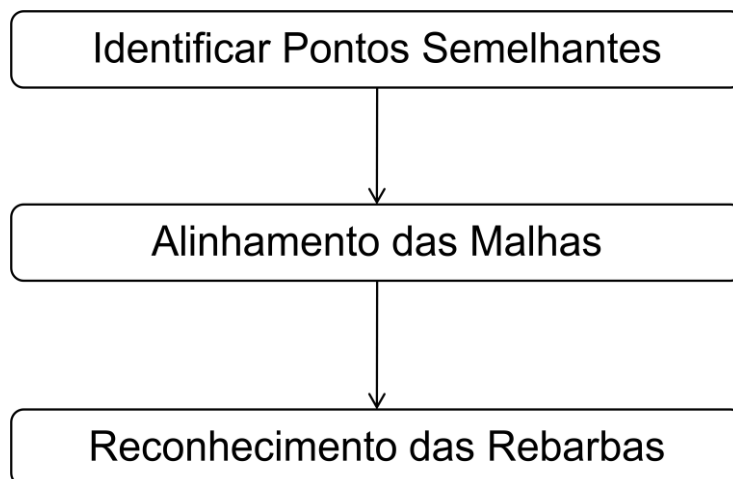 Identificar Pontos Semelhantes
Alinhamento das Malhas
Reconhecimento das Rebarbas